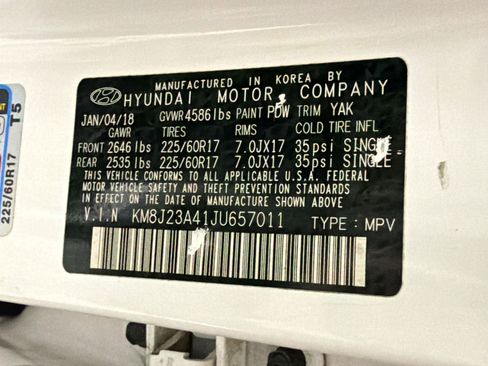 MANUFACTURED IN KOREA BY
HYUNDAI MOTOR COMPANY
JAN/04/18 GVWR 4586 lbs PAINT PDW TRIM YAK
GAWR TIRES RIMS COLD TIRE INFL
FRONT 2646 lbs 225/60R17 7.0JX17 35psi SINGLE
REAR 2535 lbs 225/60R17 7.0JX17 35psi SINGLE
THIS VEHICLE CONFORMS TO ALL APPLICABLE U.S.A. FEDERAL
MOTOR VEHICLE SAFETY AND THEFT PREVENTION STANDARDS
IN EFFECT ON THE DATE OF MANUFACTURE SHOWN ABOVE.
V.I.N KM8J23A41JU657011 TYPE : MPV
225/60R17 T5